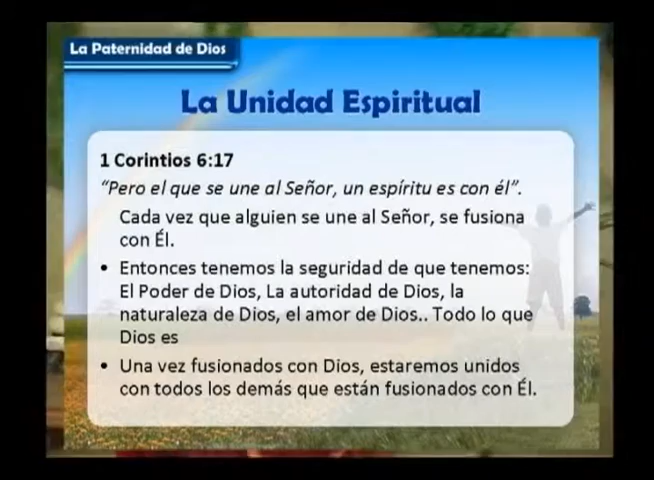 La Paternidad de Dios
La Unidad Espiritual
1 Corintios 6:17
“Pero el que se une al Señor, un espíritu es con él”.
Cada vez que alguien se une al Señor, se fusiona
con Él.
• Entonces tenemos la seguridad de que tenemos:
El Poder de Dios, La autoridad de Dios, la
naturaleza de Dios, el amor de Dios.. Todo lo que
Dios es
• Una vez fusionados con Dios, estaremos unidos
con todos los demás que están fusionados con Él.